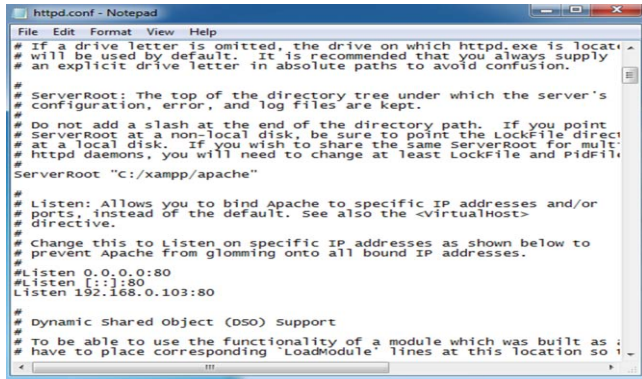 httpd.conf - Notepad
File Edit Format View Help
# If a drive letter is omitted, the drive on which httpd.exe is locat
# will be used by default. It is recommended that you always supply
# an explicit drive letter in absolute paths to avoid confusion.
#
# ServerRoot: The top of the directory tree under which the server's
# configuration, error, and log files are kept.
#
# Do not add a slash at the end of the directory path. If you point
# ServerRoot at a non-local disk, be sure to point the LockFile direct
# at a local disk. If you wish to share the same ServerRoot for mult
# httpd daemons, you will need to change at least LockFile and PidFil
#
ServerRoot "C:/xampp/apache"
#
# Listen: Allows you to bind Apache to specific IP addresses and/or
# ports, instead of the default. See also the <VirtualHost>
# directive.
#
# Change this to Listen on specific IP addresses as shown below to
# prevent Apache from glomming onto all bound IP addresses.
#
#Listen 0.0.0.0:80
#Listen [::]:80
Listen 192.168.0.103:80
#
# Dynamic Shared Object (DSO) Support
#
# To be able to use the functionality of a module which was built as
# have to place corresponding `LoadModule' lines at this location so